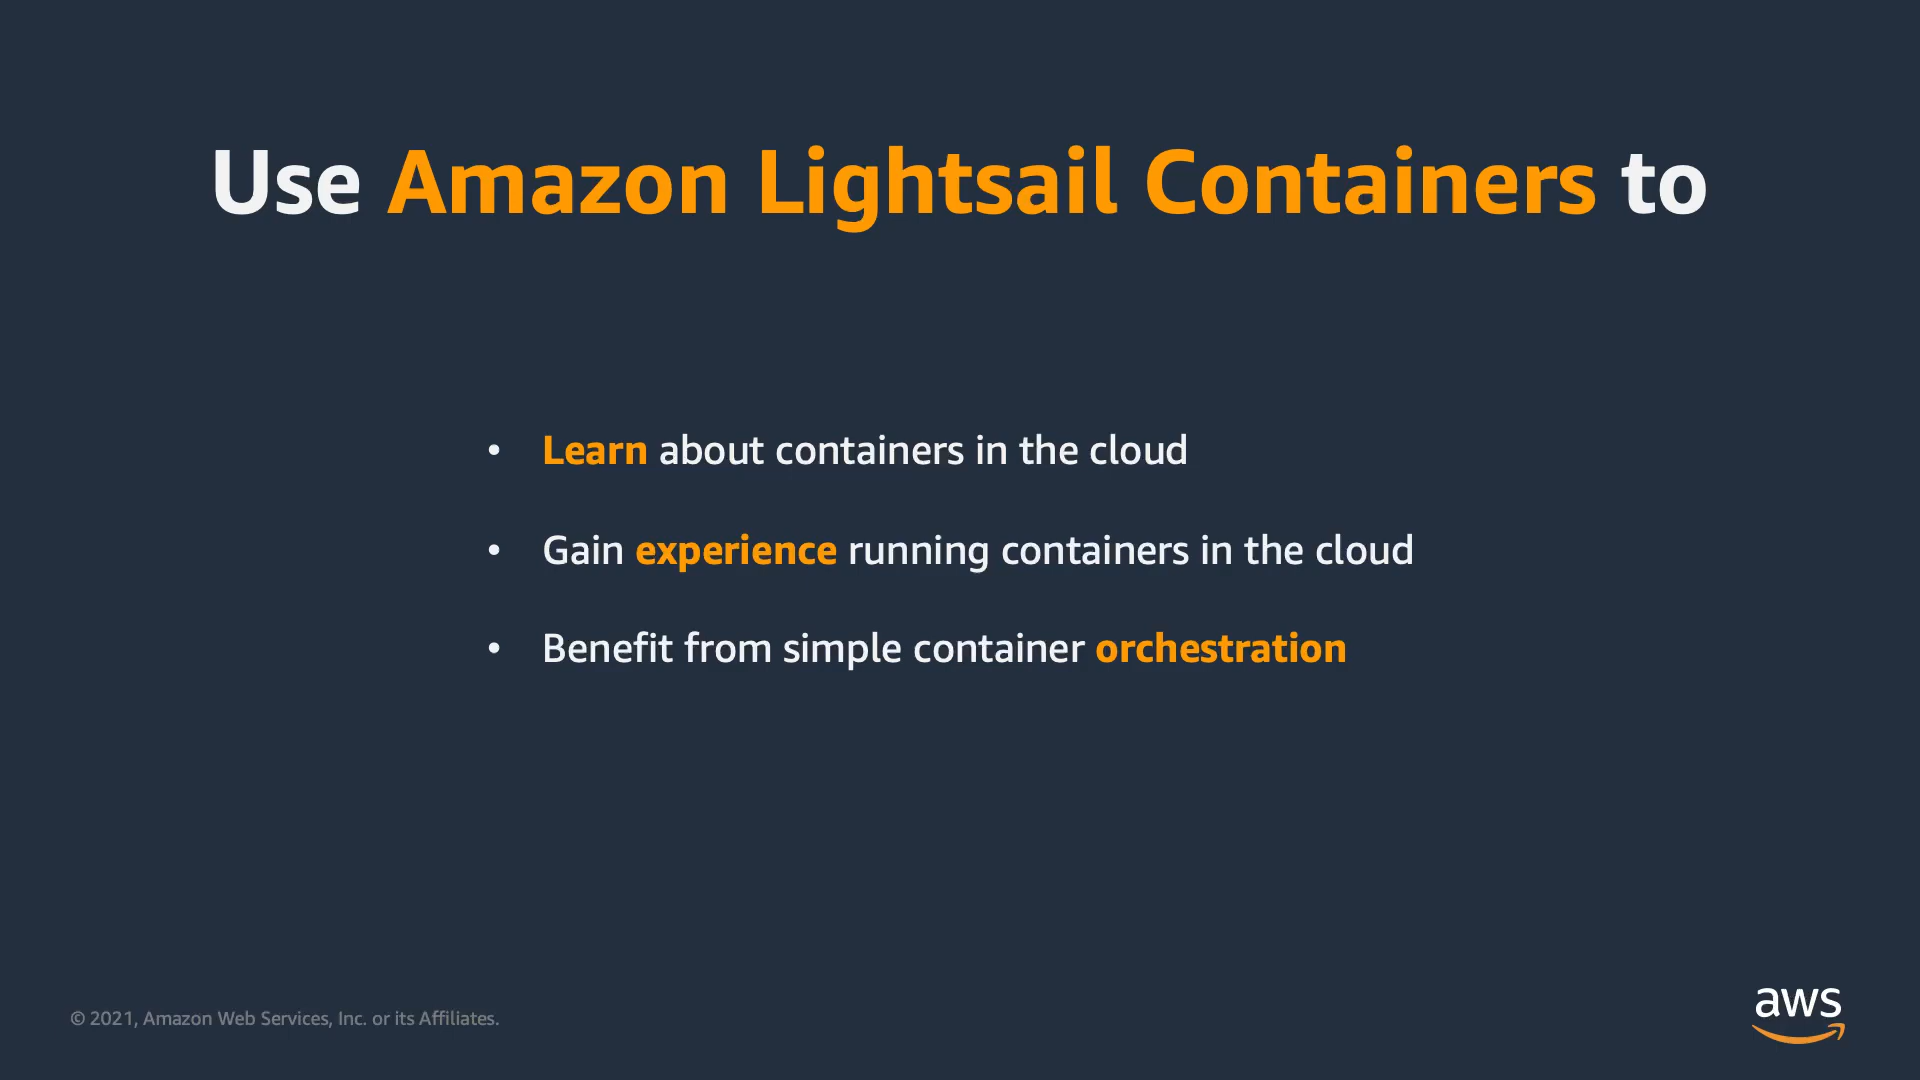 Use Amazon Lightsail Containers to
• Learn about containers in the cloud
• Gain experience running containers in the cloud
• Benefit from simple container orchestration
© 2021, Amazon Web Services, Inc. or its Affiliates.
aws